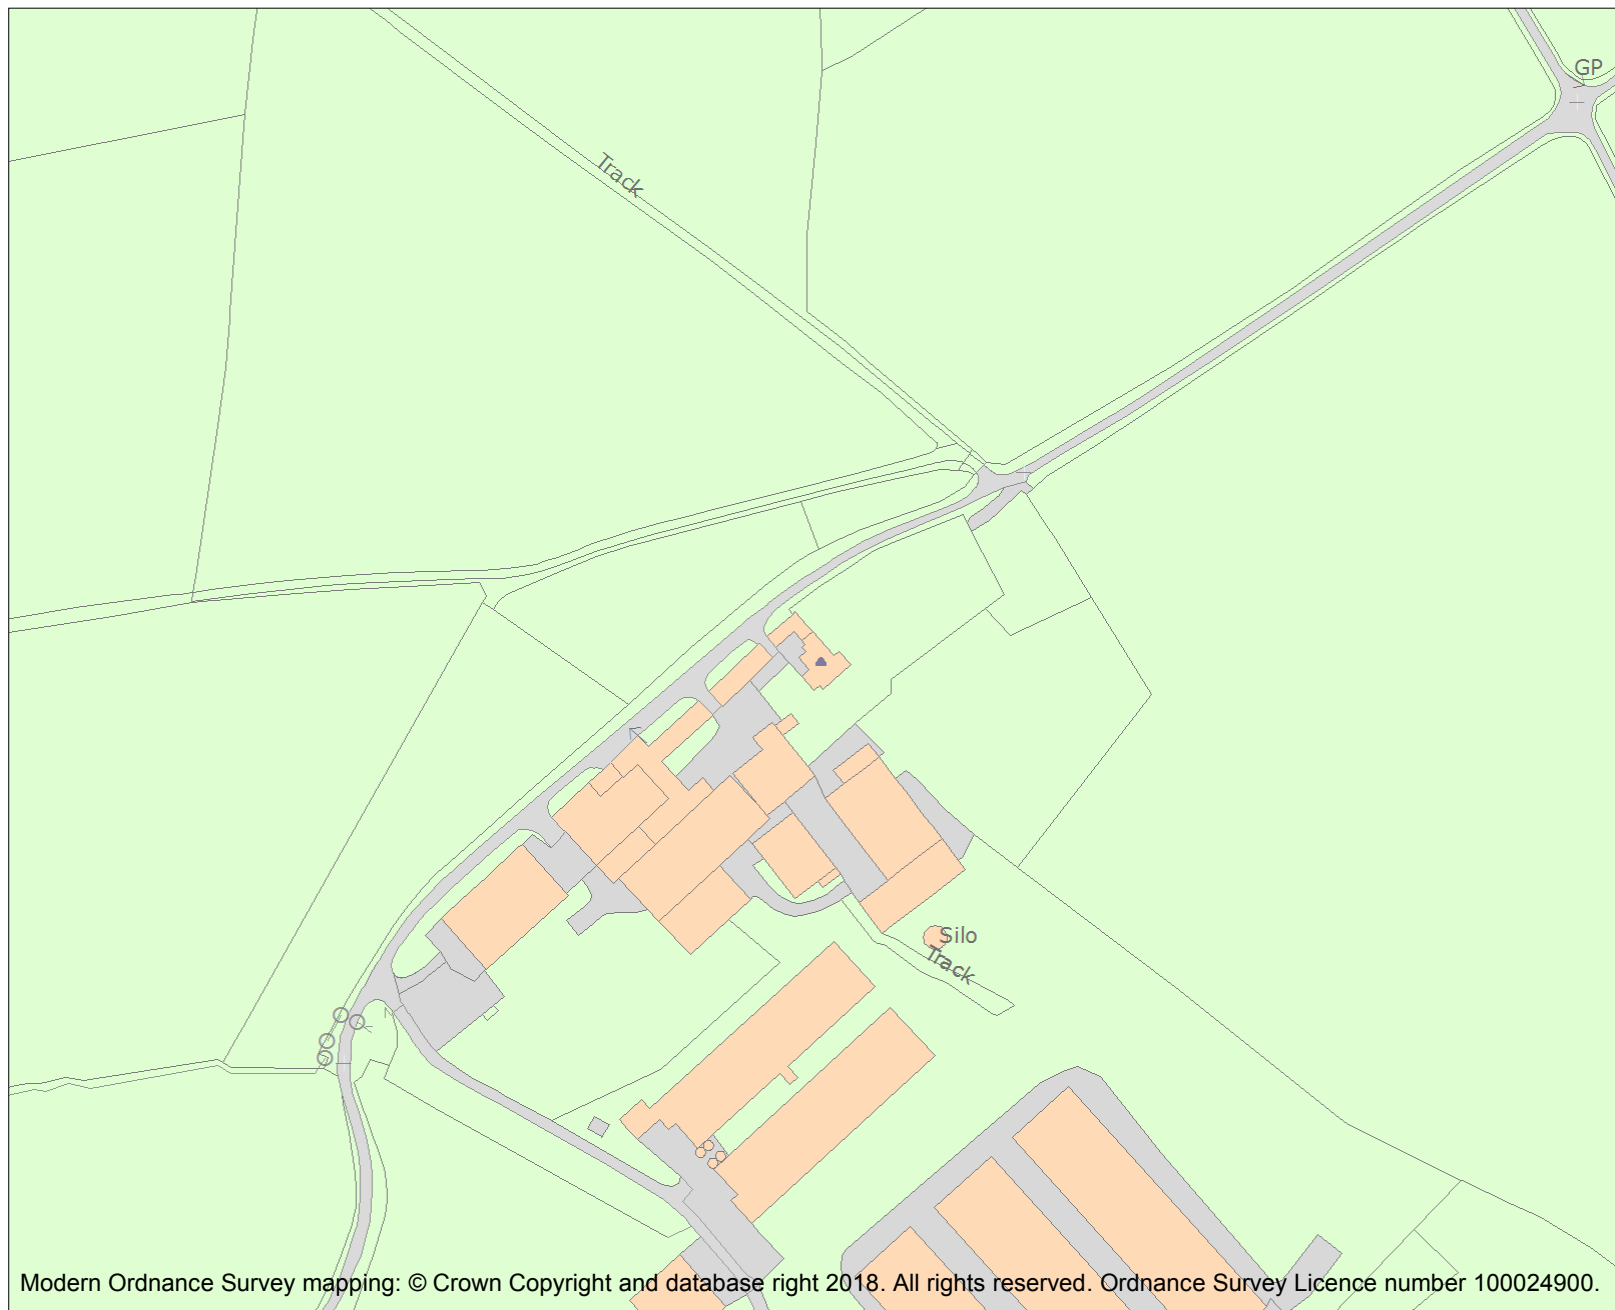 GP
Track
Silo
Track
Modern Ordnance Survey mapping: © Crown Copyright and database right 2018. All rights reserved. Ordnance Survey Licence number 100024900.